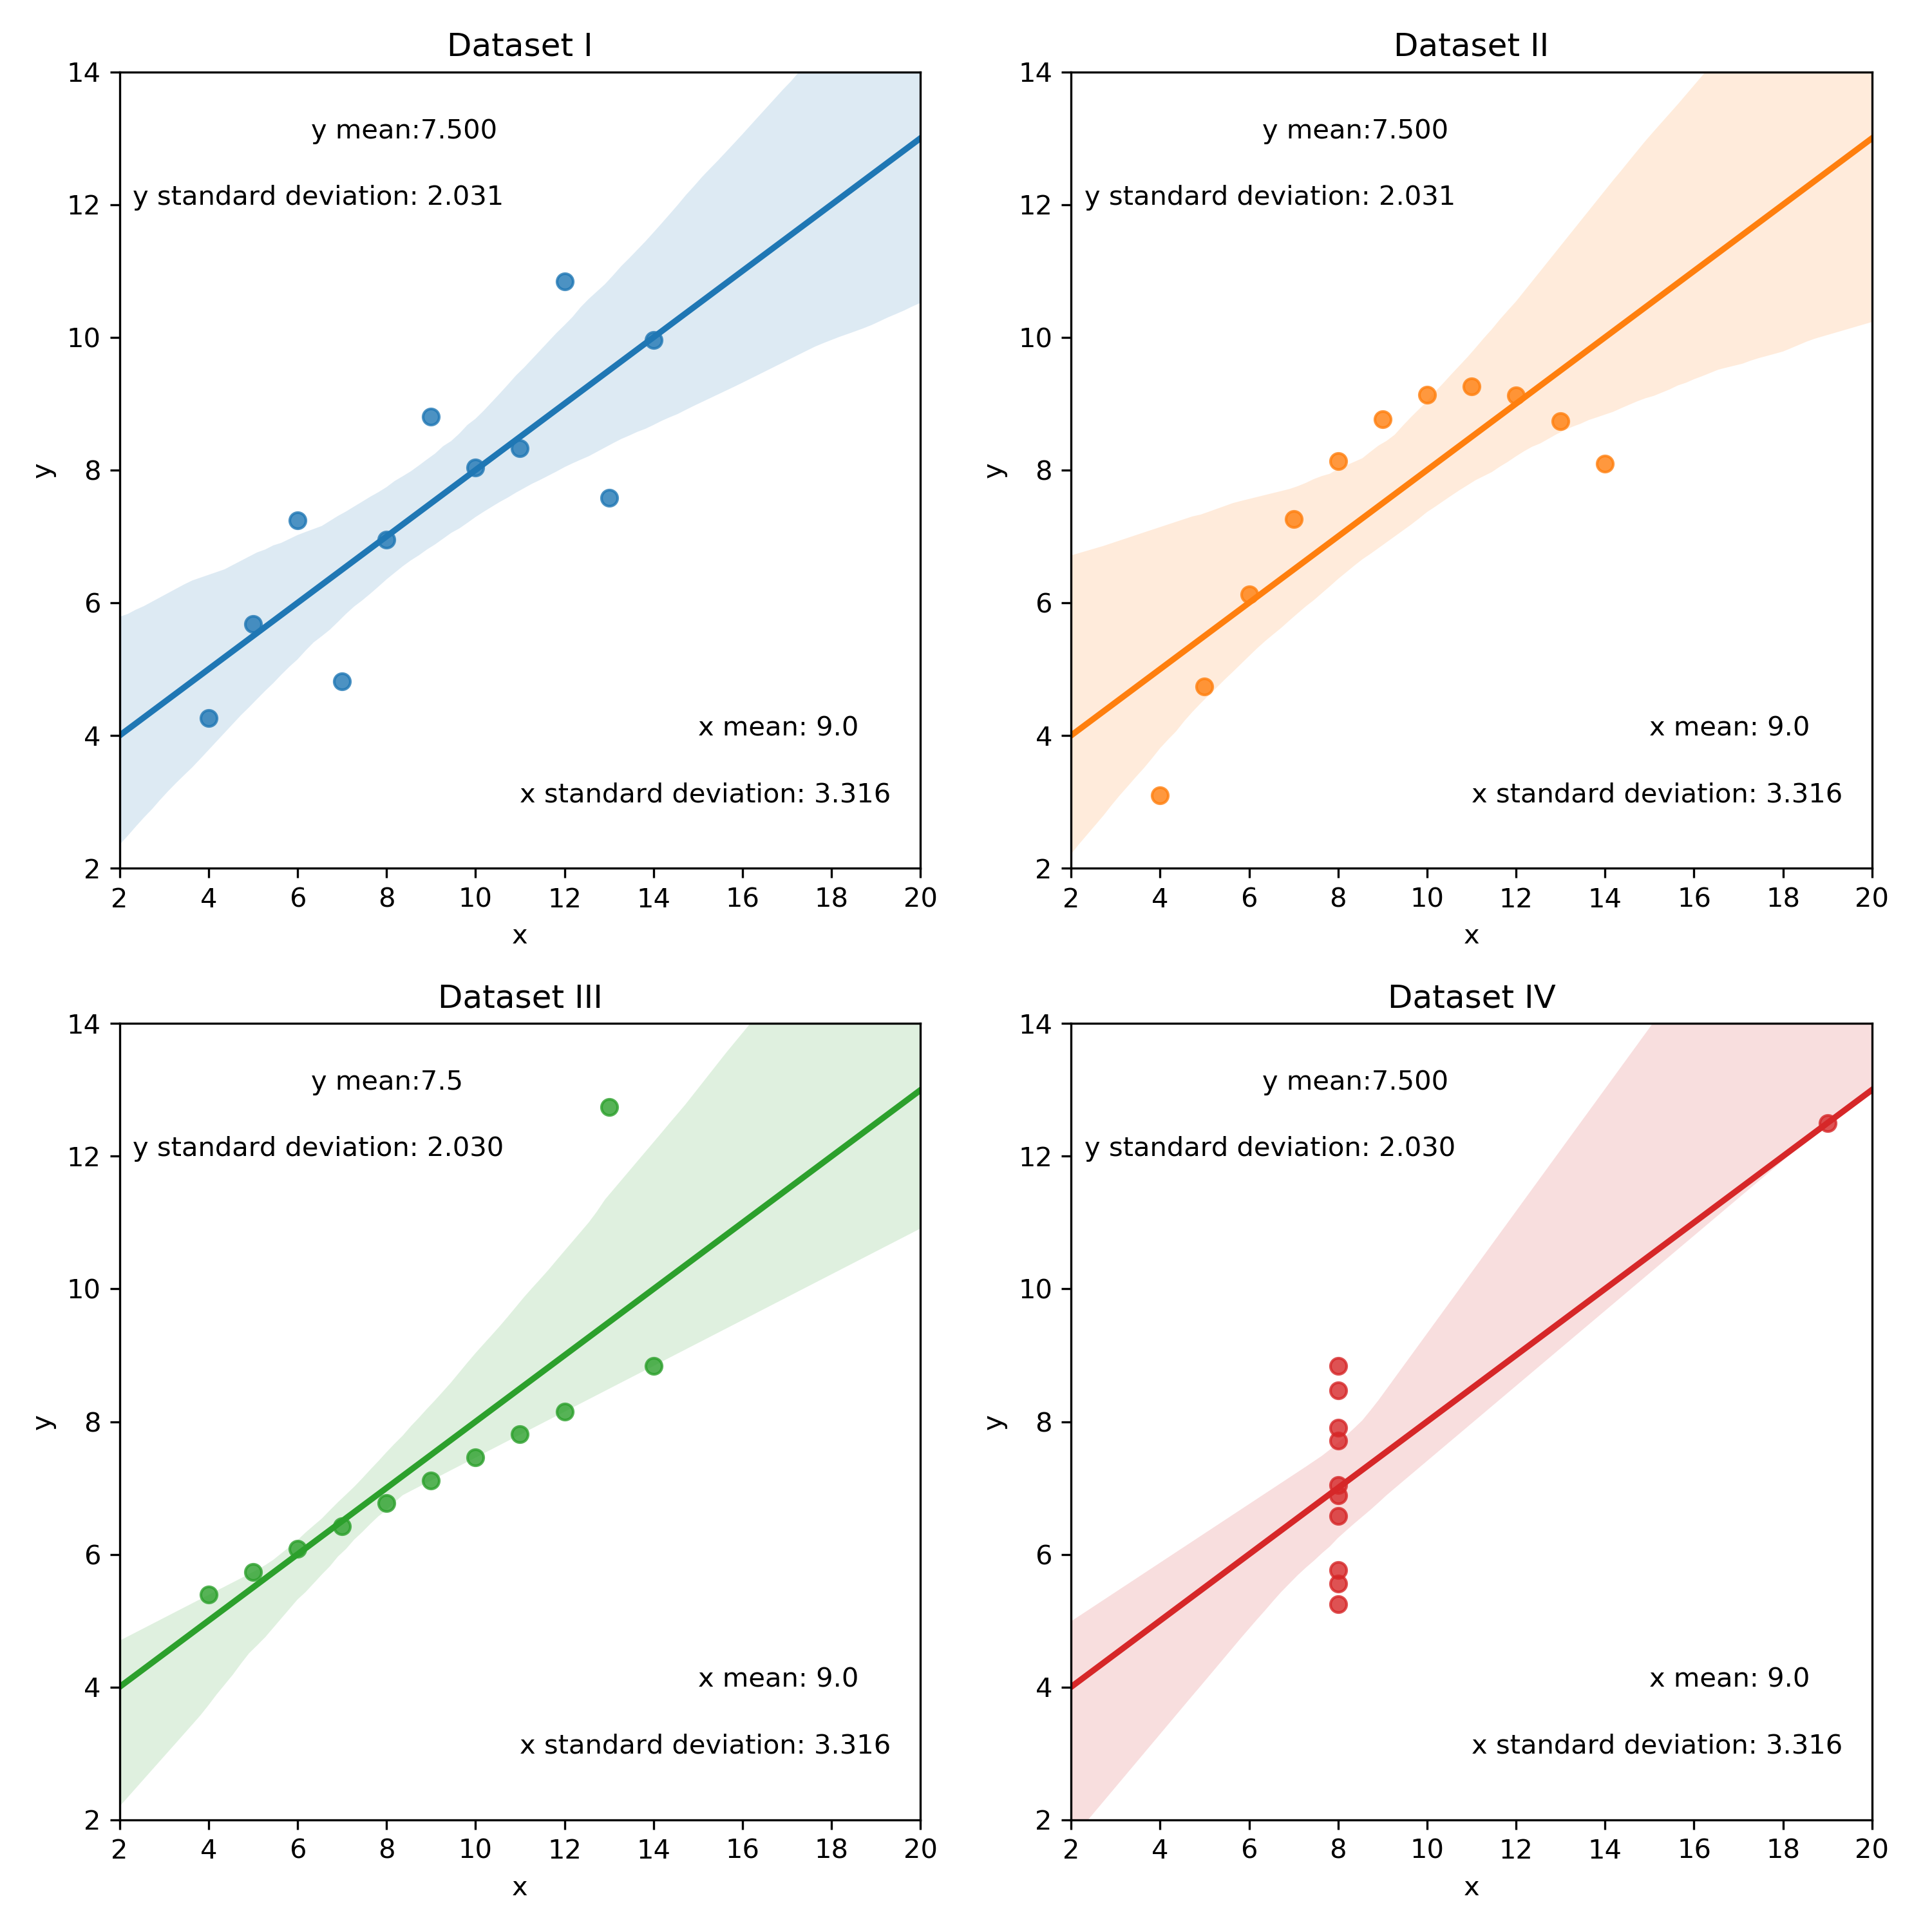 Dataset I
14
12
10
8
6
4
2
y
y mean:7.500
y standard deviation: 2.031
x mean: 9.0
x standard deviation: 3.316
2 4 6 8 10 12 14 16 18 20
x
Dataset II
14
12
10
8
6
4
2
y
y mean:7.500
y standard deviation: 2.031
x mean: 9.0
x standard deviation: 3.316
2 4 6 8 10 12 14 16 18 20
x
Dataset III
14
12
10
8
6
4
2
y
y mean:7.5
y standard deviation: 2.030
x mean: 9.0
x standard deviation: 3.316
2 4 6 8 10 12 14 16 18 20
x
Dataset IV
14
12
10
8
6
4
2
y
y mean:7.500
y standard deviation: 2.030
x mean: 9.0
x standard deviation: 3.316
2 4 6 8 10 12 14 16 18 20
x